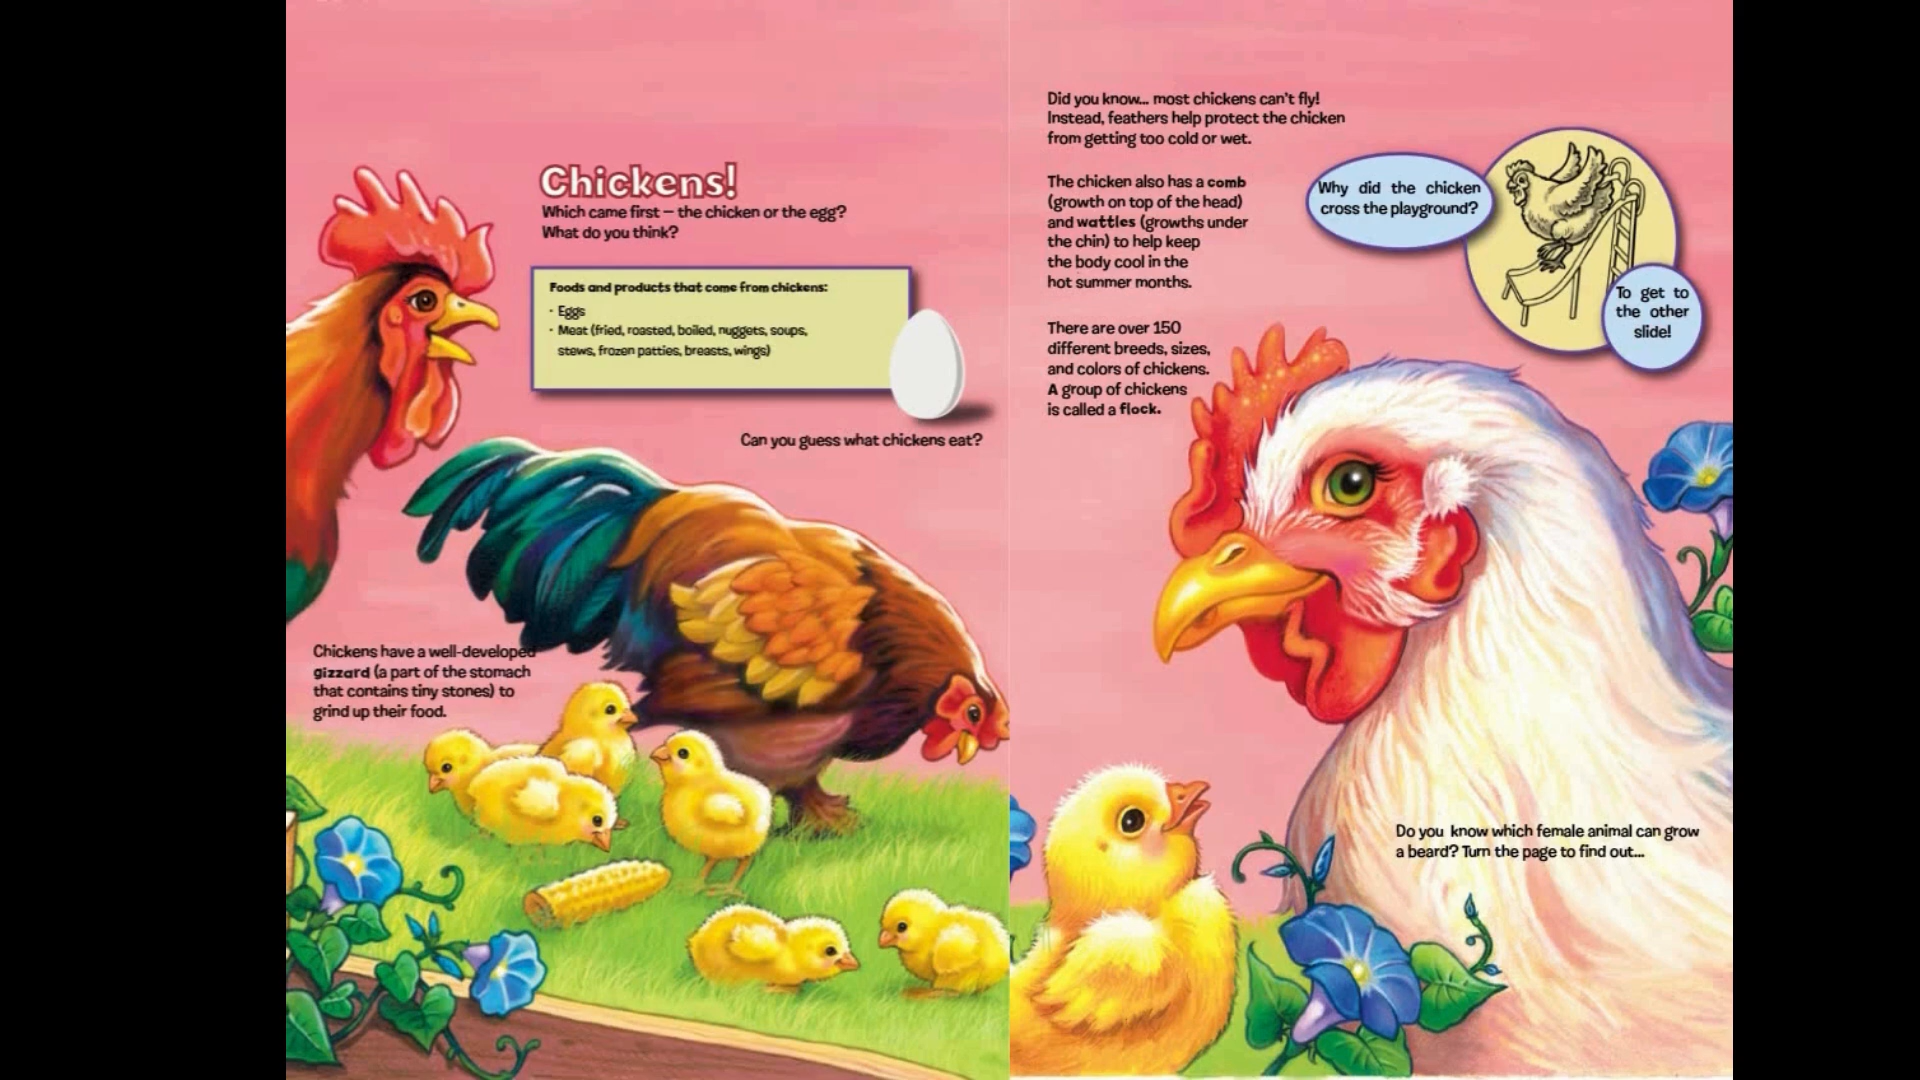 Chickens!
Which came first – the chicken or the egg?
What do you think?
Foods and products that come from chickens:
· Eggs
· Meat (fried, roasted, boiled, nuggets, soups,
stews, frozen patties, breasts, wings)
Can you guess what chickens eat?
Chickens have a well-developed
gizzard (a part of the stomach
that contains tiny stones) to
grind up their food.
Did you know... most chickens can't fly!
Instead, feathers help protect the chicken
from getting too cold or wet.
The chicken also has a comb
(growth on top of the head)
and wattles (growths under
the chin) to help keep
the body cool in the
hot summer months.
There are over 150
different breeds, sizes,
and colors of chickens.
A group of chickens
is called a flock.
Why did the chicken
cross the playground?
To get to
the other
slide!
Do you know which female animal can grow
a beard? Turn the page to find out...